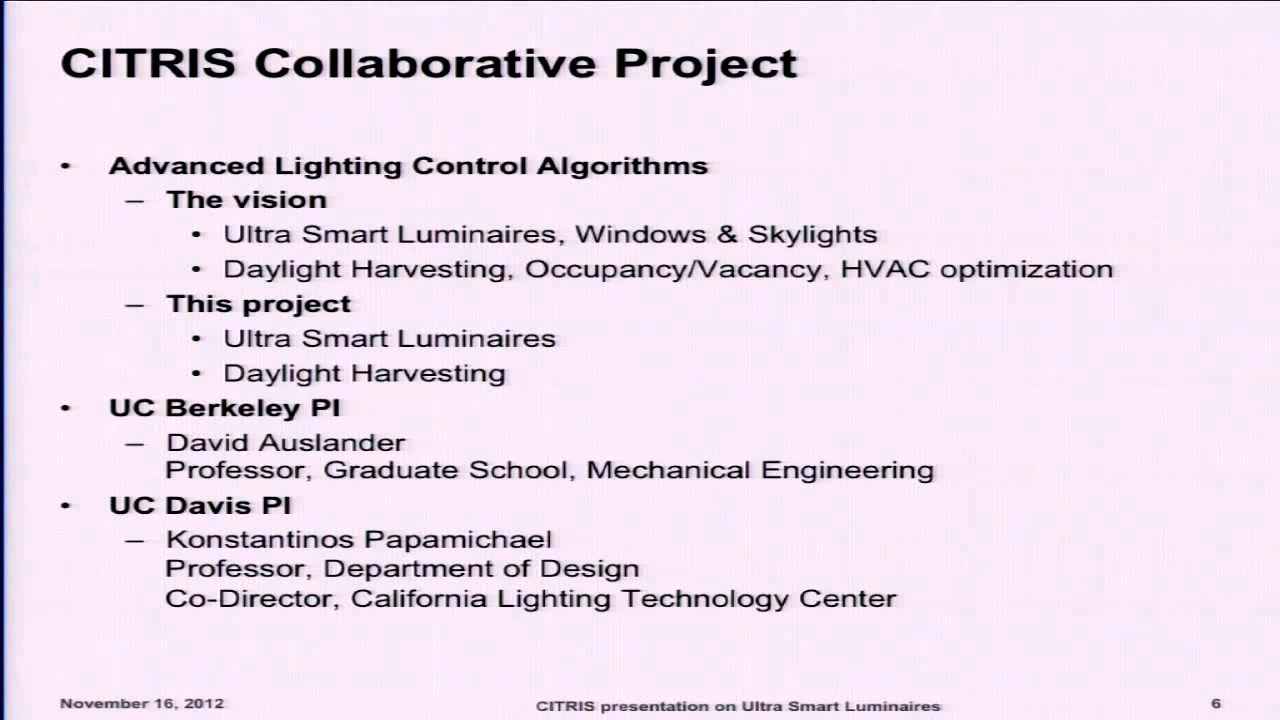 CITRIS Collaborative Project
• Advanced Lighting Control Algorithms
– The vision
• Ultra Smart Luminaires, Windows & Skylights
• Daylight Harvesting, Occupancy/Vacancy, HVAC optimization
– This project
• Ultra Smart Luminaires
• Daylight Harvesting
• UC Berkeley PI
– David Auslander
Professor, Graduate School, Mechanical Engineering
• UC Davis PI
– Konstantinos Papamichael
Professor, Department of Design
Co-Director, California Lighting Technology Center
November 16, 2012
CITRIS presentation on Ultra Smart Luminaires
6